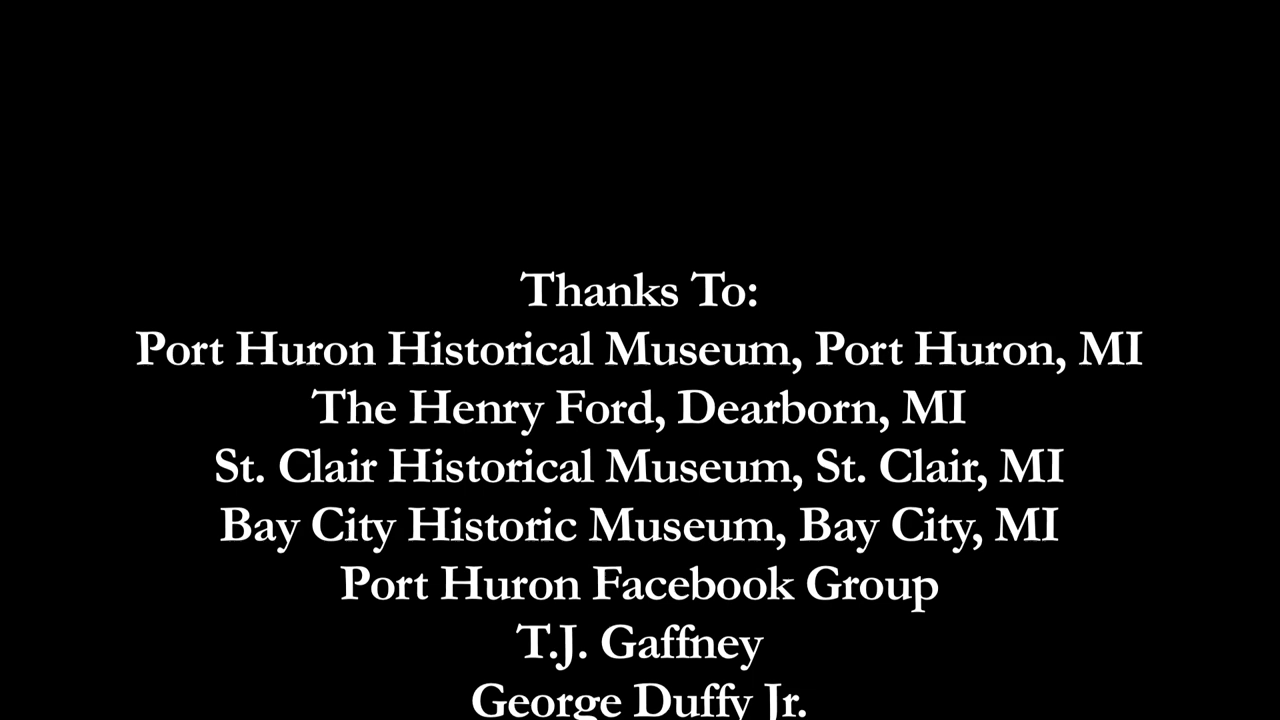 Thanks To:
Port Huron Historical Museum, Port Huron, MI
The Henry Ford, Dearborn, MI
St. Clair Historical Museum, St. Clair, MI
Bay City Historic Museum, Bay City, MI
Port Huron Facebook Group
T.J. Gaffney
George Duffy Jr.